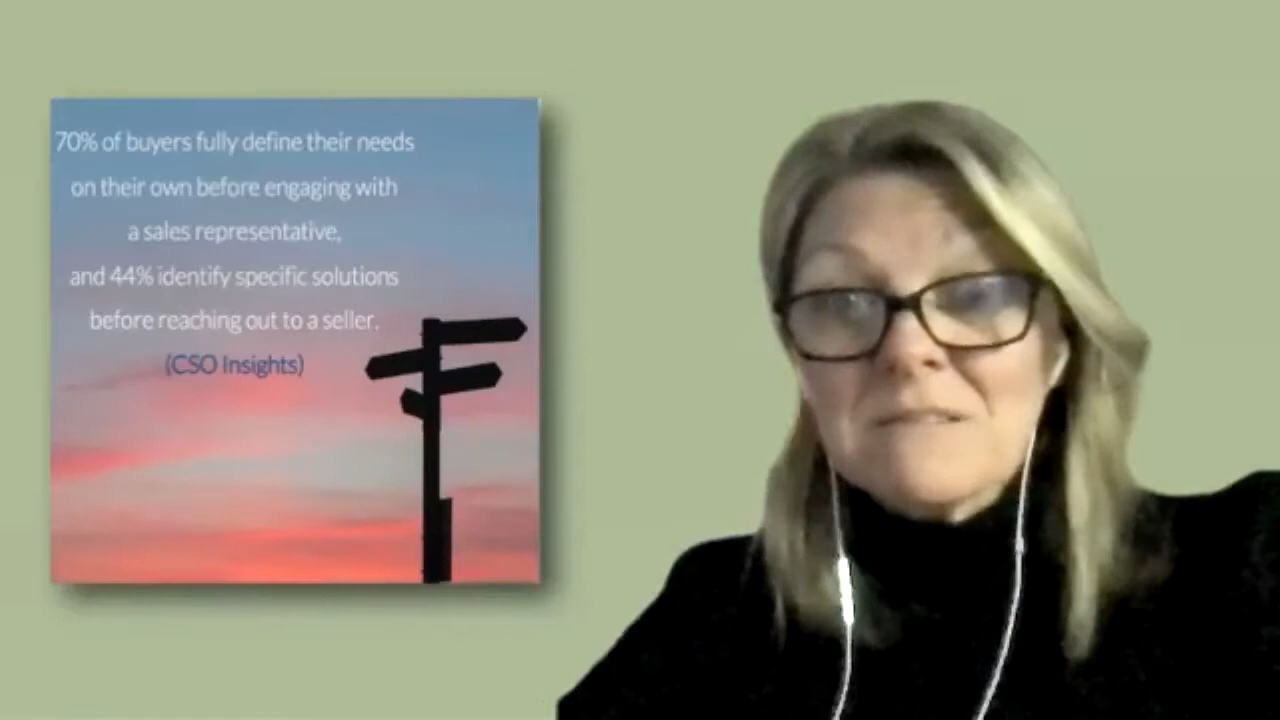 70% of buyers fully define their needs
on their own before engaging with
a sales representative,
and 44% identify specific solutions
before reaching out to a seller.
(CSO Insights)